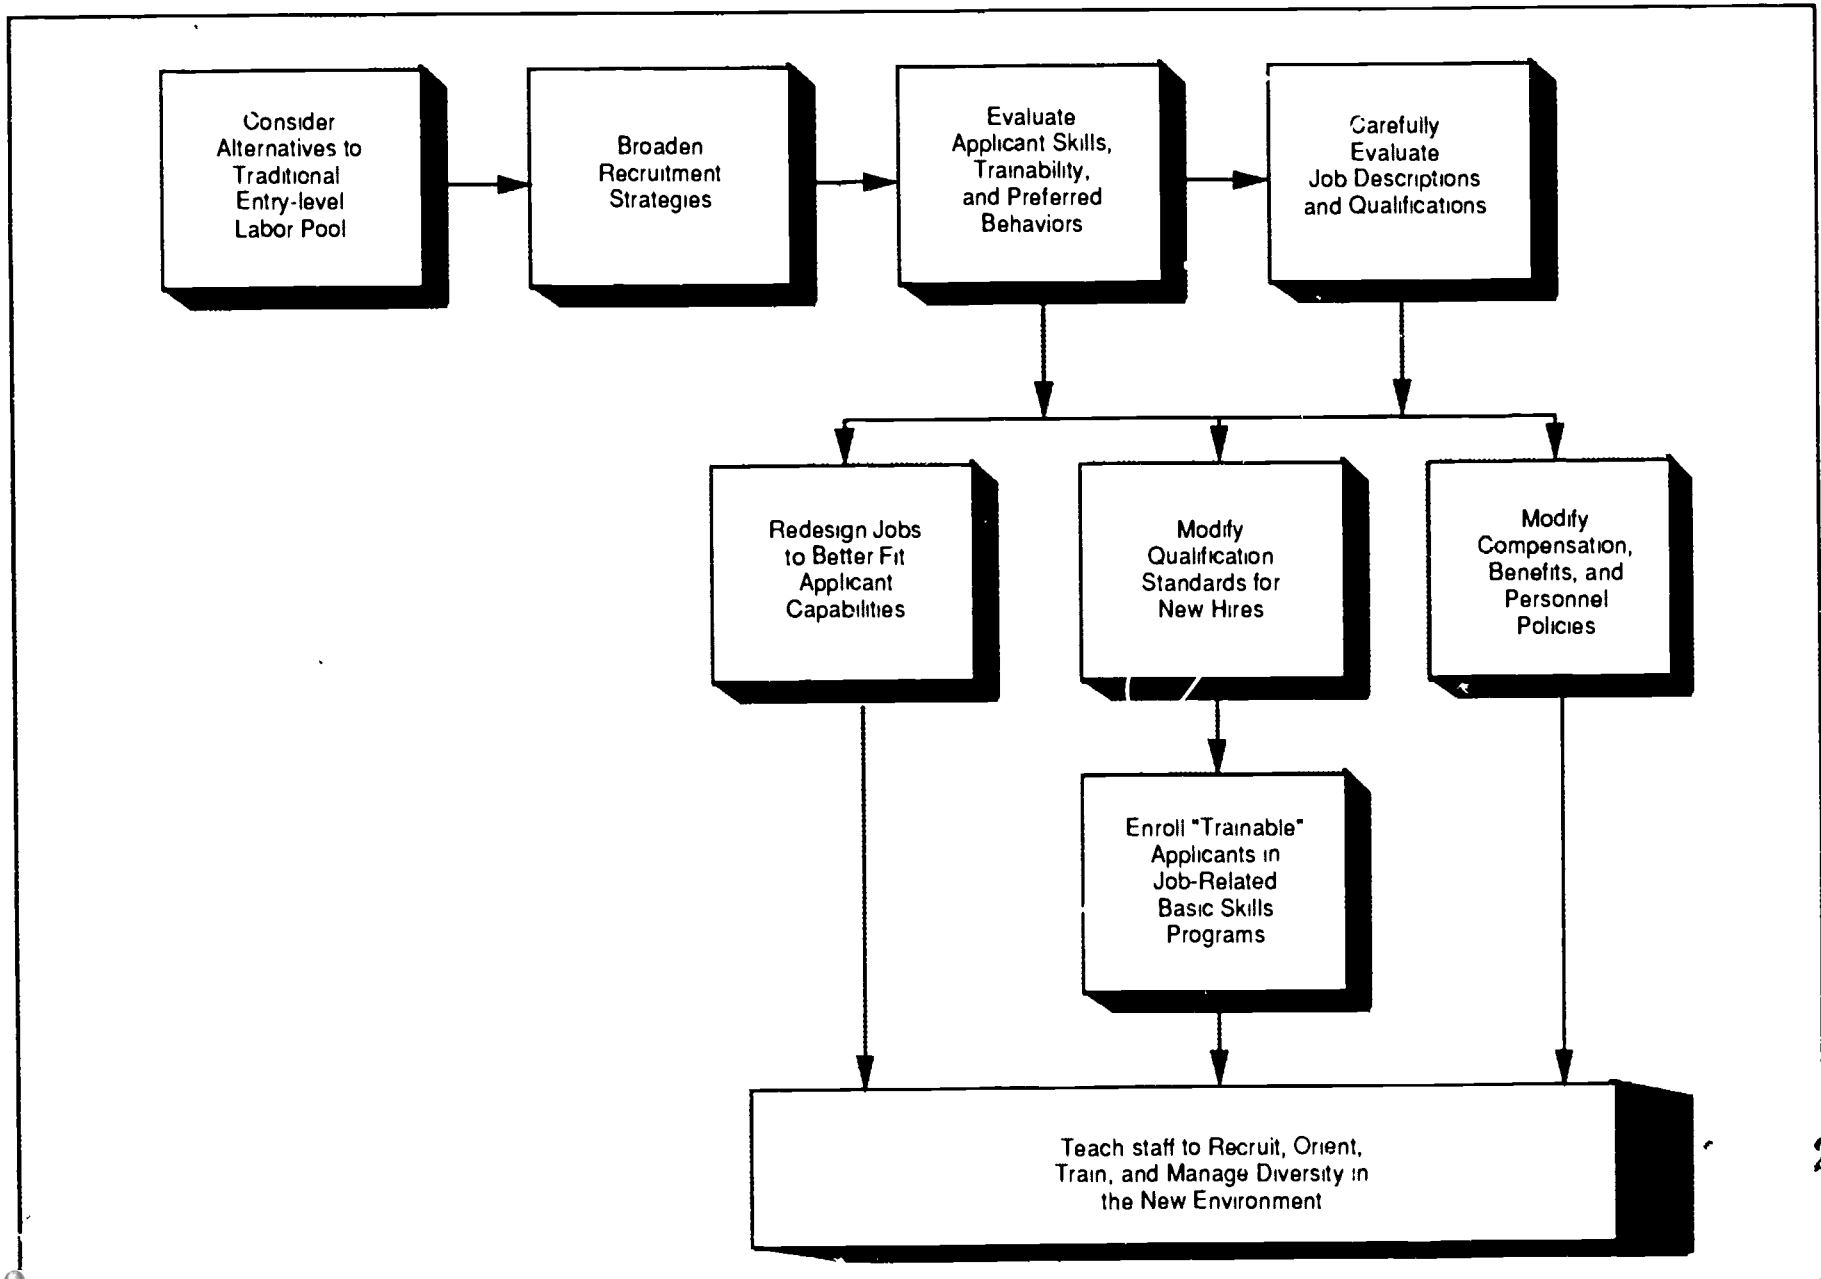 Consider
Alternatives to
Traditional
Entry-level
Labor Pool
Broaden
Recruitment
Strategies
Evaluate
Applicant Skills,
Trainability,
and Preferred
Behaviors
Carefully
Evaluate
Job Descriptions
and Qualifications
Redesign Jobs
to Better Fit
Applicant
Capabilities
Modify
Qualification
Standards for
New Hires
Modify
Compensation,
Benefits, and
Personnel
Policies
Enroll "Trainable"
Applicants in
Job-Related
Basic Skills
Programs
Teach staff to Recruit, Orient,
Train, and Manage Diversity in
the New Environment